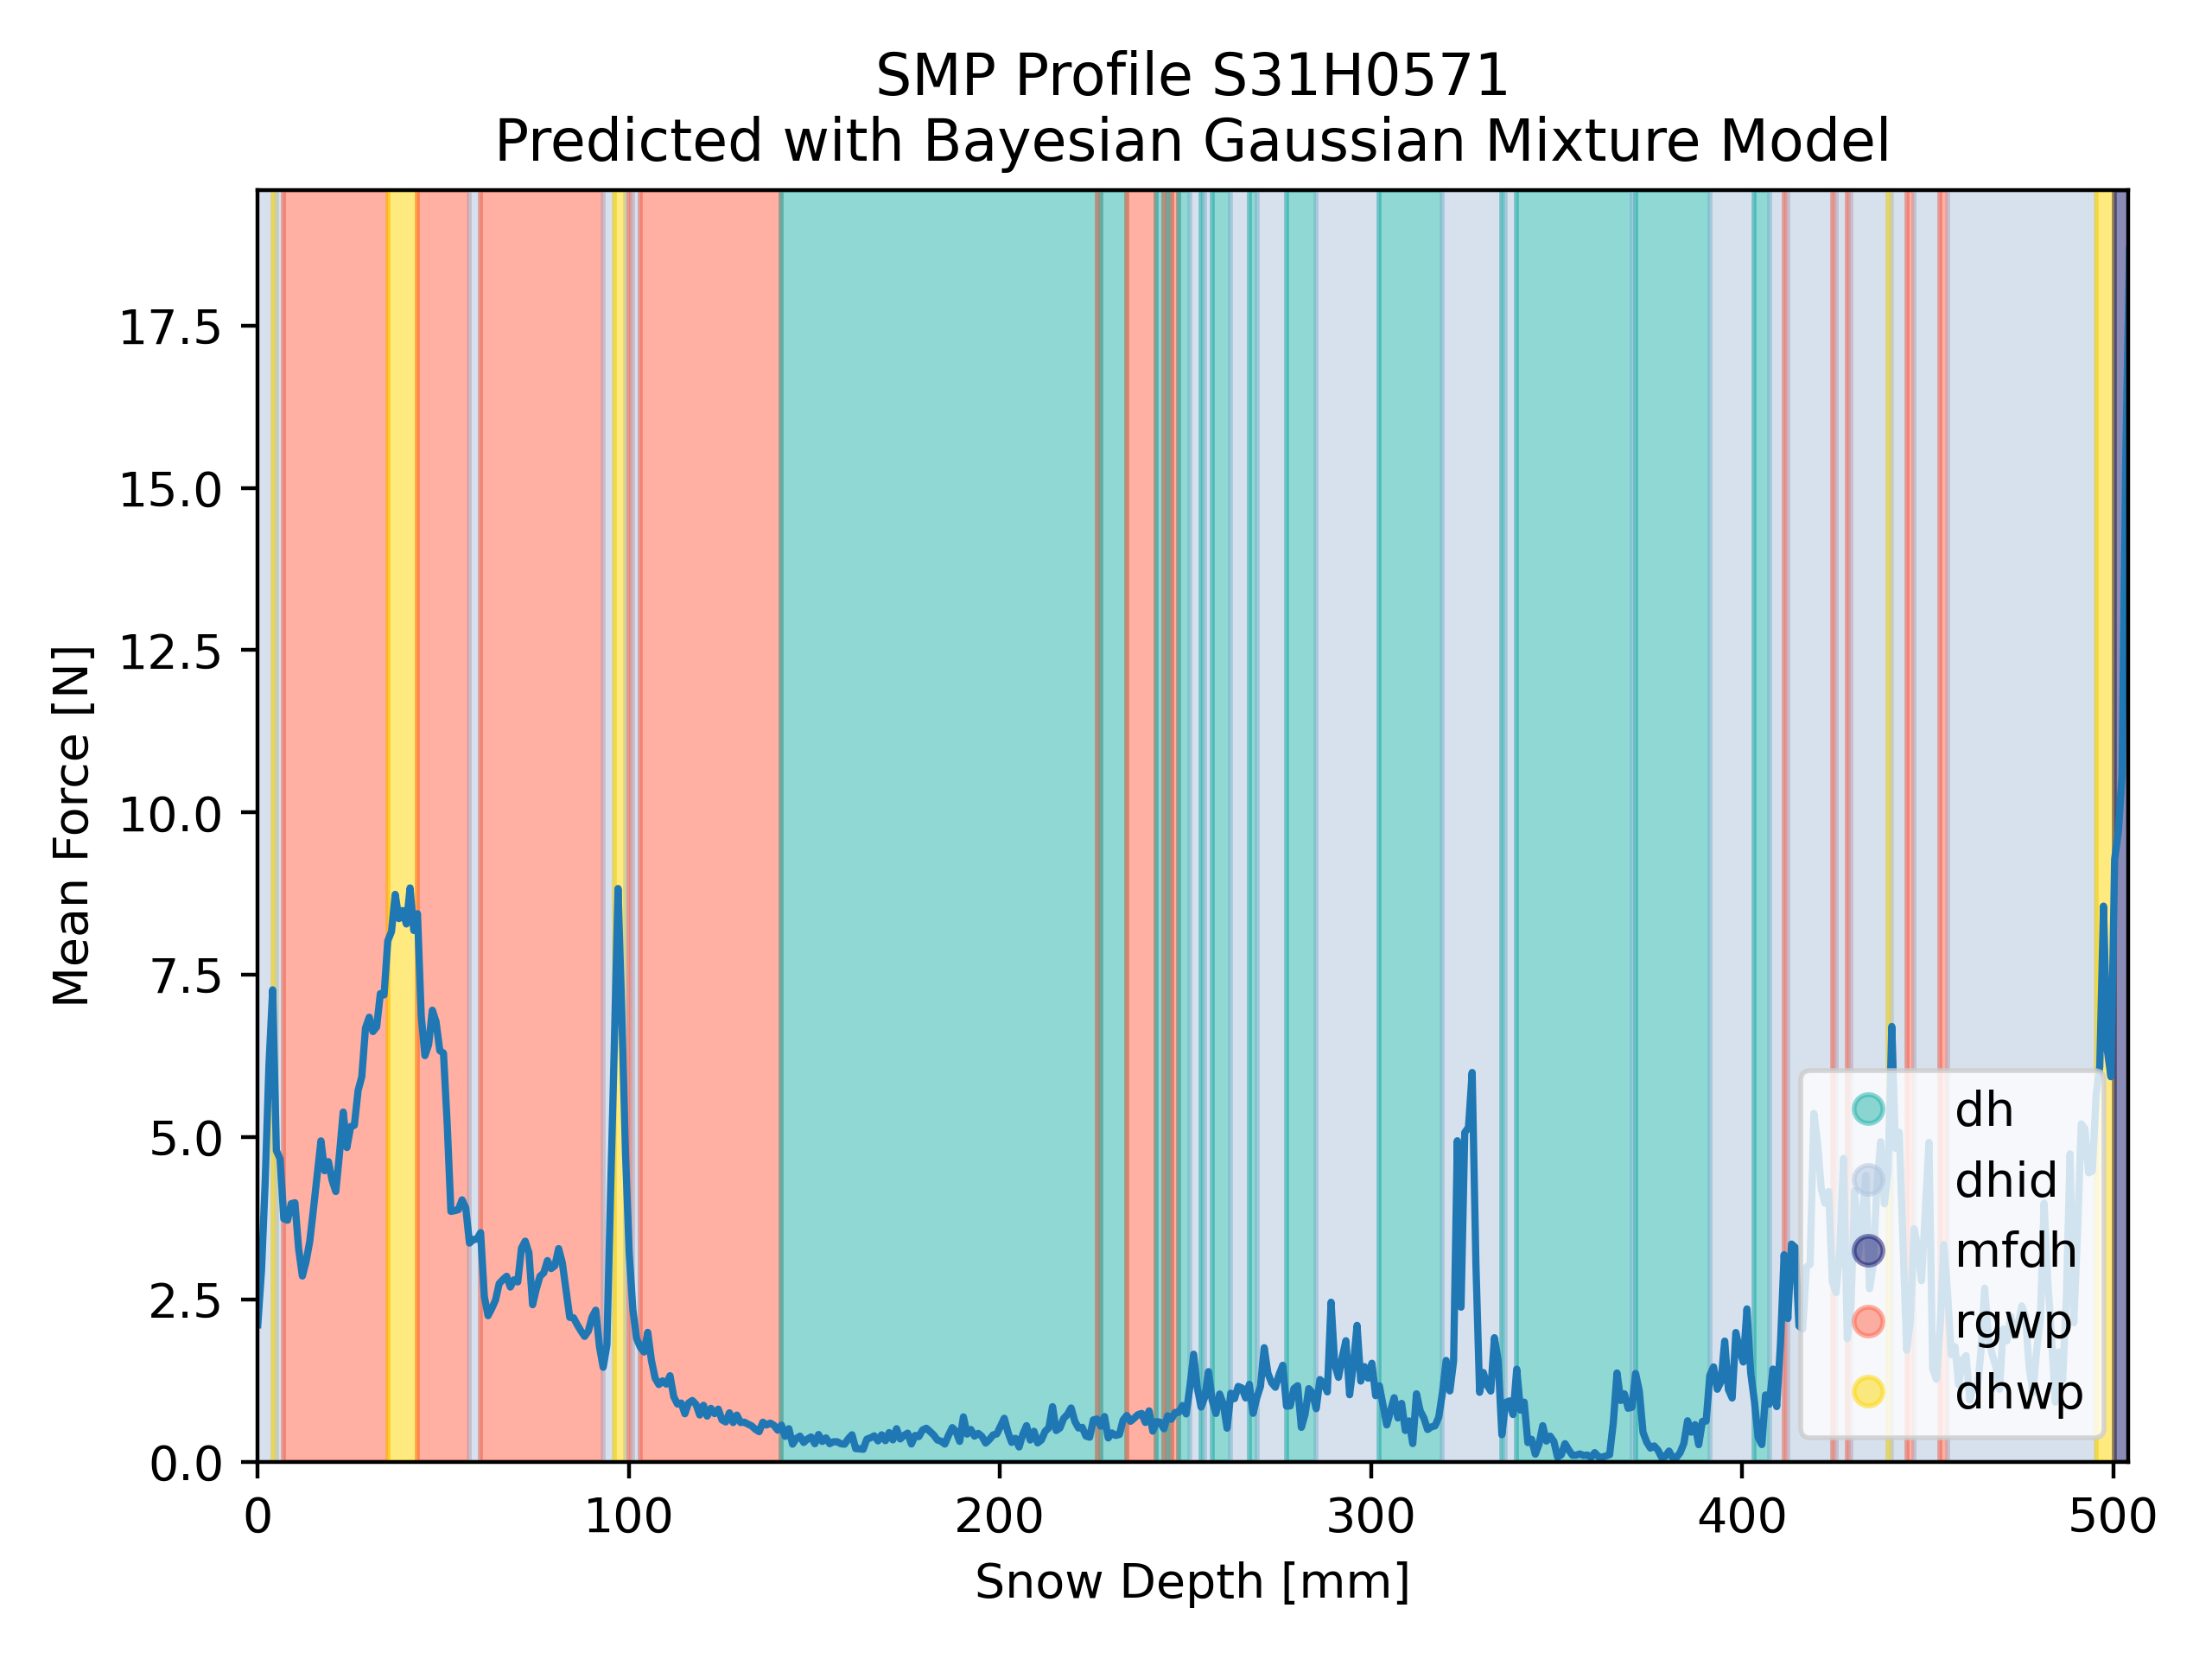 SMP Profile S31H0571
Predicted with Bayesian Gaussian Mixture Model
Mean Force [N]
17.5
15.0
12.5
10.0
7.5
5.0
2.5
0.0
dh
dhid
mfdh
rgwp
dhwp
0 100 200 300 400 500
Snow Depth [mm]